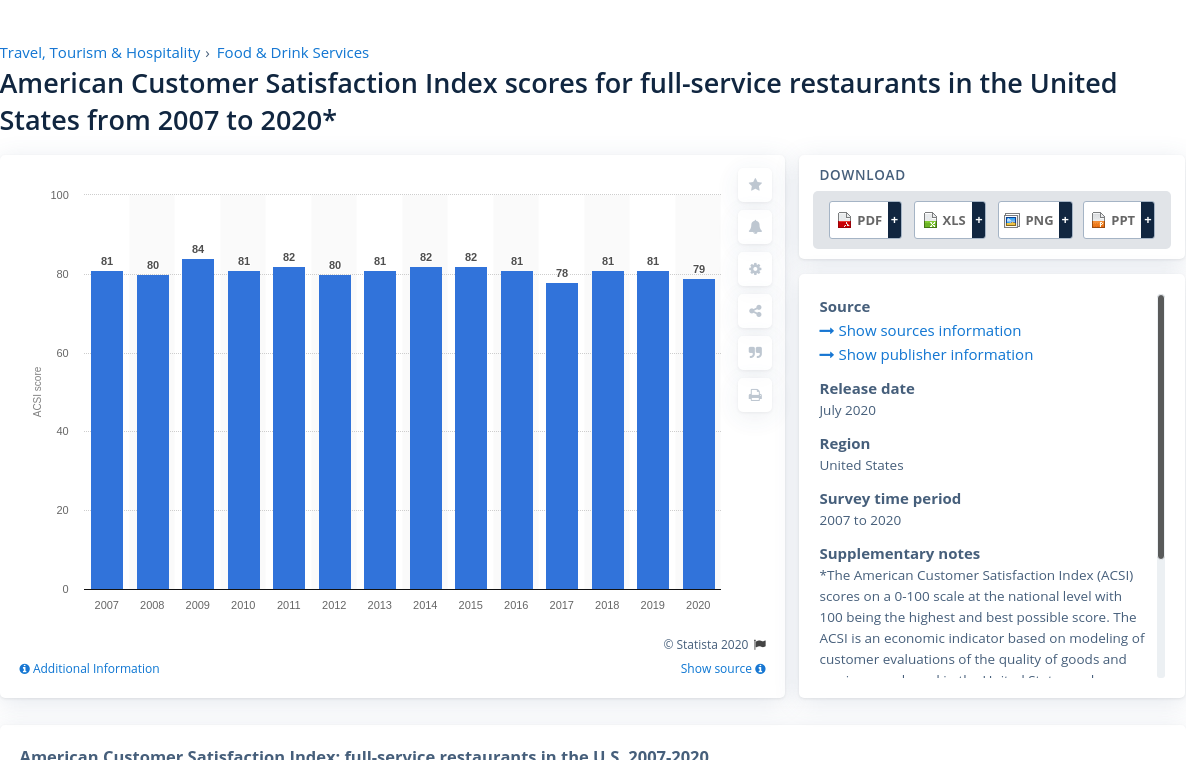 Travel, Tourism & Hospitality › Food & Drink Services
American Customer Satisfaction Index scores for full-service restaurants in the United
States from 2007 to 2020*
100
80
60
40
20
0
ACSI score
81
80
84
81
82
80
81
82
82
81
78
81
81
79
2007
2008
2009
2010
2011
2012
2013
2014
2015
2016
2017
2018
2019
2020
© Statista 2020
Additional Information
Show source
DOWNLOAD
PDF +
XLS +
PNG +
PPT +
Source
Show sources information
Show publisher information
Release date
July 2020
Region
United States
Survey time period
2007 to 2020
Supplementary notes
*The American Customer Satisfaction Index (ACSI)
scores on a 0-100 scale at the national level with
100 being the highest and best possible score. The
ACSI is an economic indicator based on modeling of
customer evaluations of the quality of goods and
American Customer Satisfaction Index: full-service restaurants in the U.S. 2007-2020